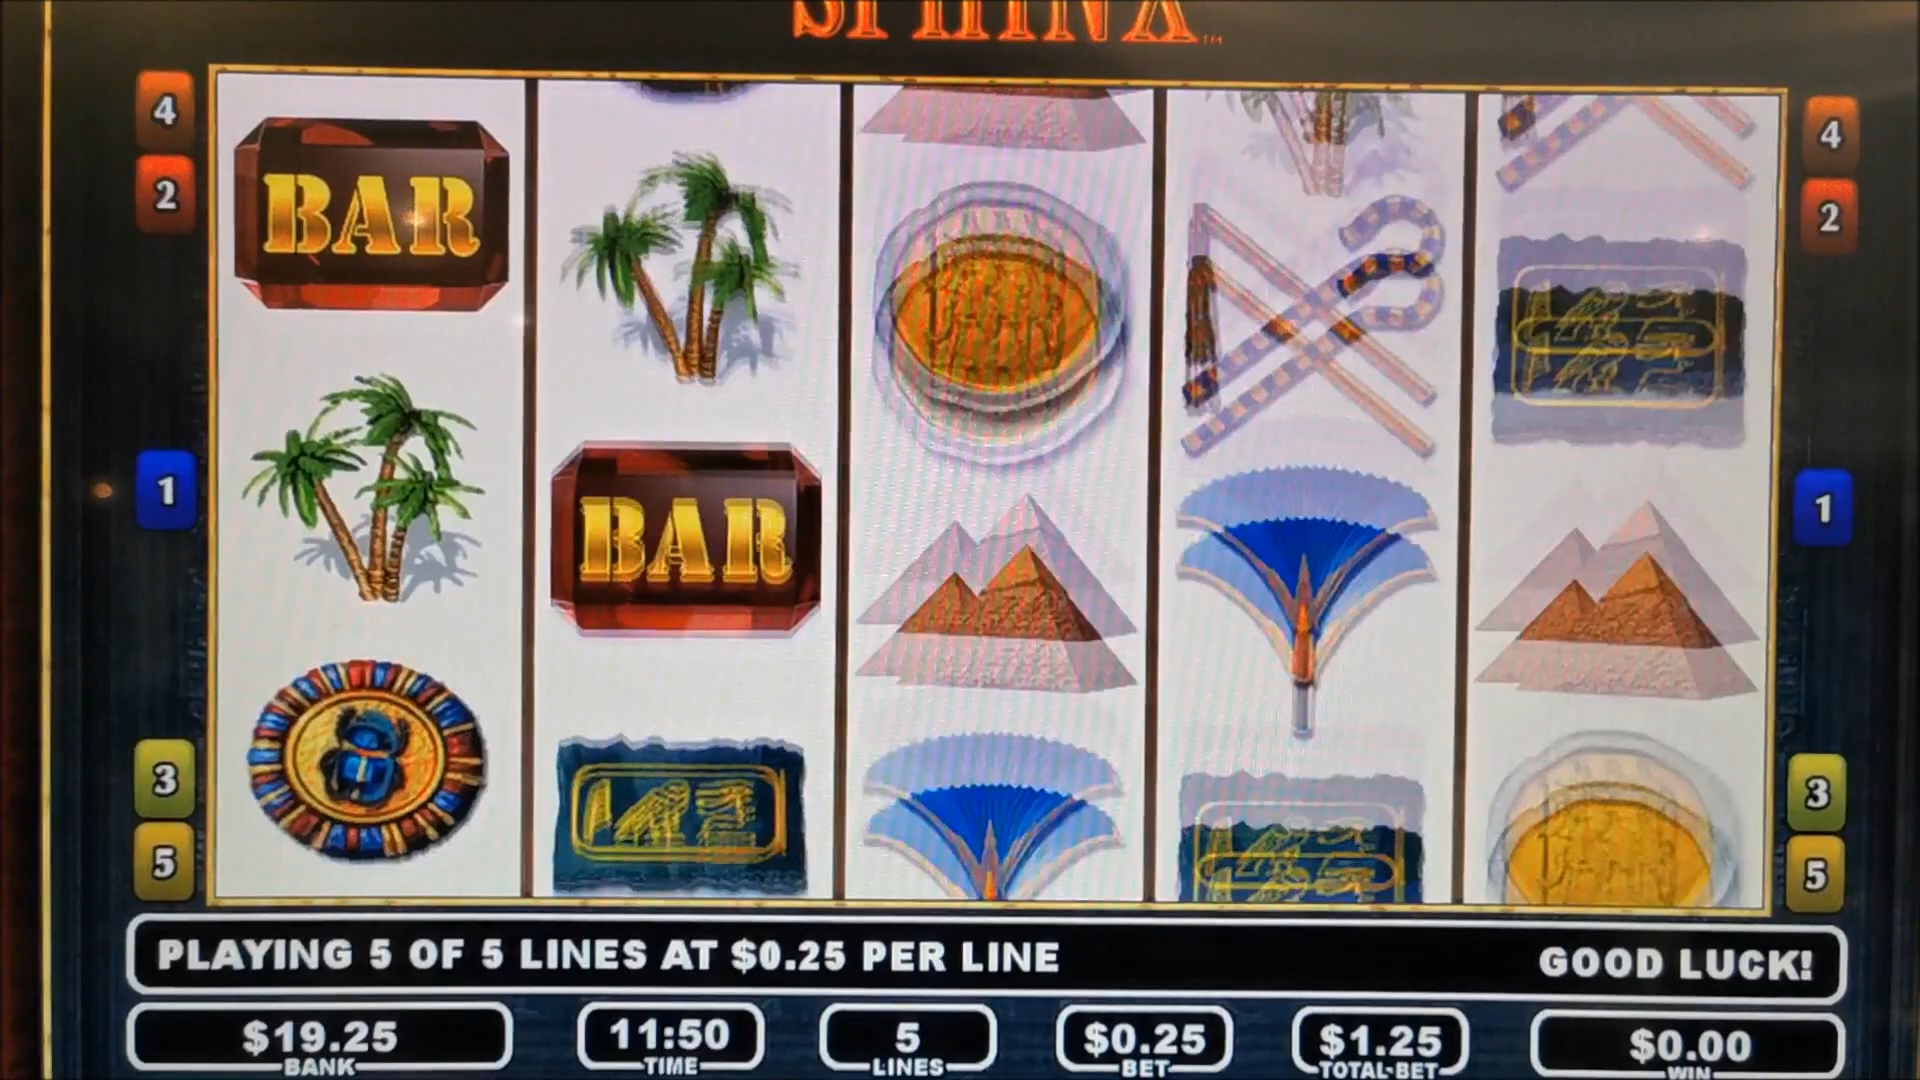 SPHINX™
4
4
BAR
2
2
1
1
BAR
3
3
5
5
PLAYING 5 OF 5 LINES AT $0.25 PER LINE GOOD LUCK!
$19.25 11:50 5 $0.25 $1.25 $0.00
BANK TIME LINES BET TOTAL BET WIN